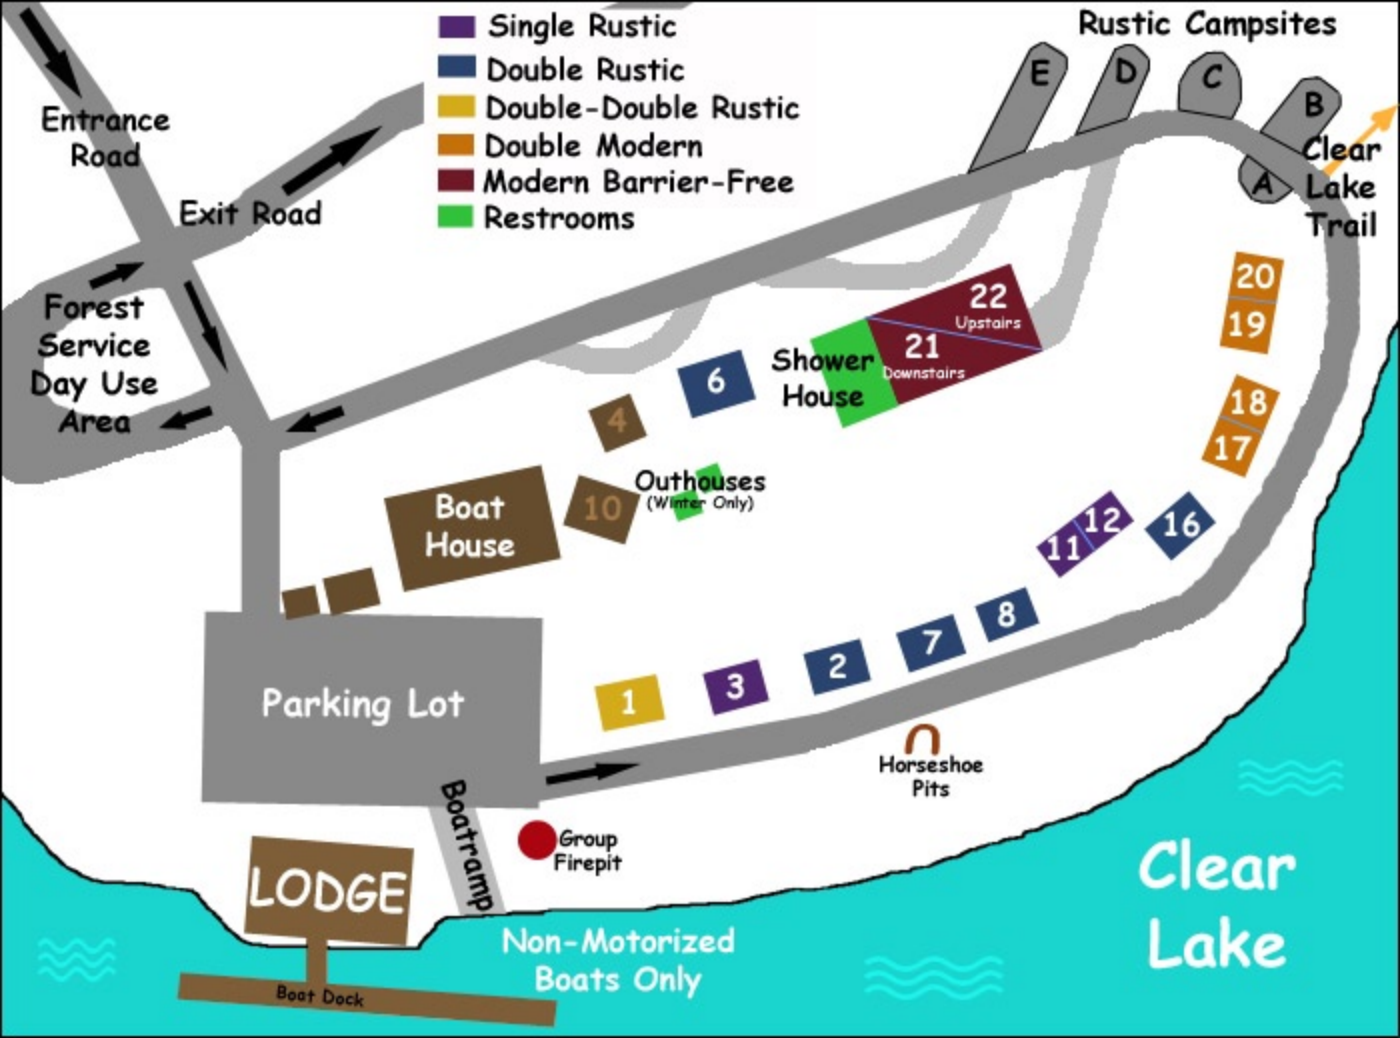 Single Rustic
Double Rustic
Double-Double Rustic
Double Modern
Modern Barrier-Free
Restrooms
Rustic Campsites
E
D
C
B
A
Clear
Lake
Trail
Entrance
Road
Exit Road
Forest
Service
Day Use
Area
22
Upstairs
21
Downstairs
Shower
House
20
19
18
17
16
12
11
8
7
2
3
1
6
4
10
Outhouses
(Winter Only)
Boat
House
Parking Lot
Horseshoe
Pits
Boatramp
Group
Firepit
LODGE
Boat Dock
Non-Motorized
Boats Only
Clear
Lake